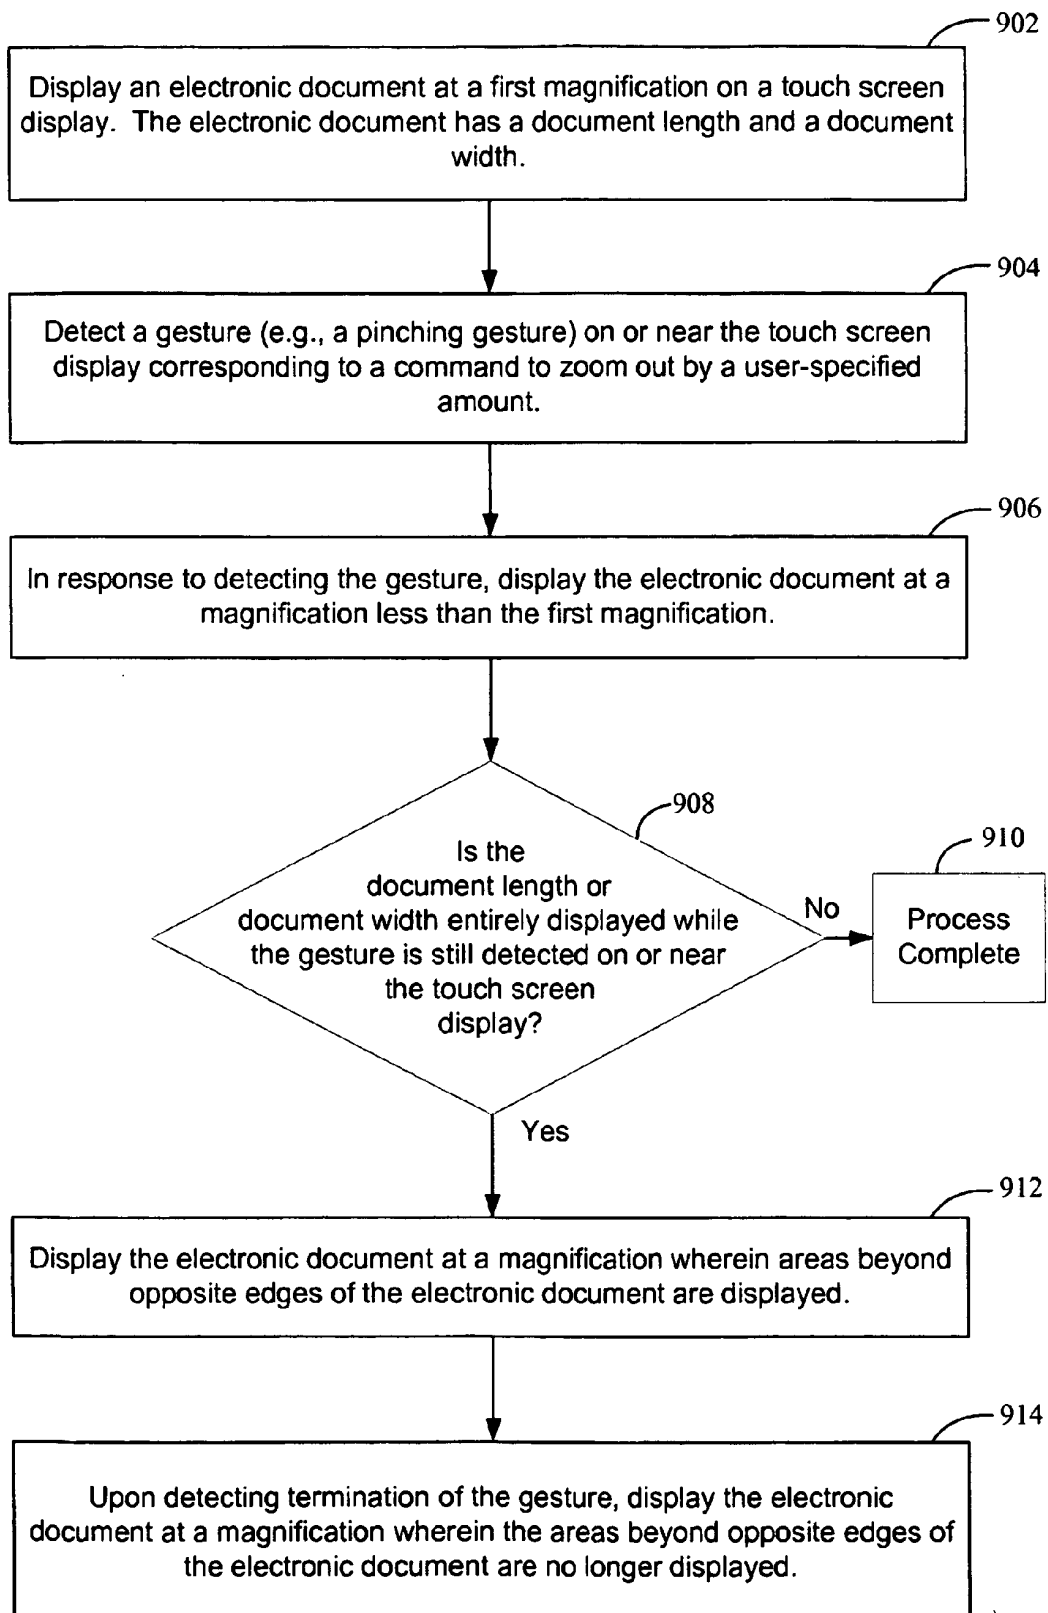 902
Display an electronic document at a first magnification on a touch screen
display. The electronic document has a document length and a document
width.
904
Detect a gesture (e.g., a pinching gesture) on or near the touch screen
display corresponding to a command to zoom out by a user-specified
amount.
906
In response to detecting the gesture, display the electronic document at a
magnification less than the first magnification.
908
Is the
document length or
document width entirely displayed while
the gesture is still detected on or near
the touch screen
display?
No
910
Process
Complete
Yes
912
Display the electronic document at a magnification wherein areas beyond
opposite edges of the electronic document are displayed.
914
Upon detecting termination of the gesture, display the electronic
document at a magnification wherein the areas beyond opposite edges of
the electronic document are no longer displayed.